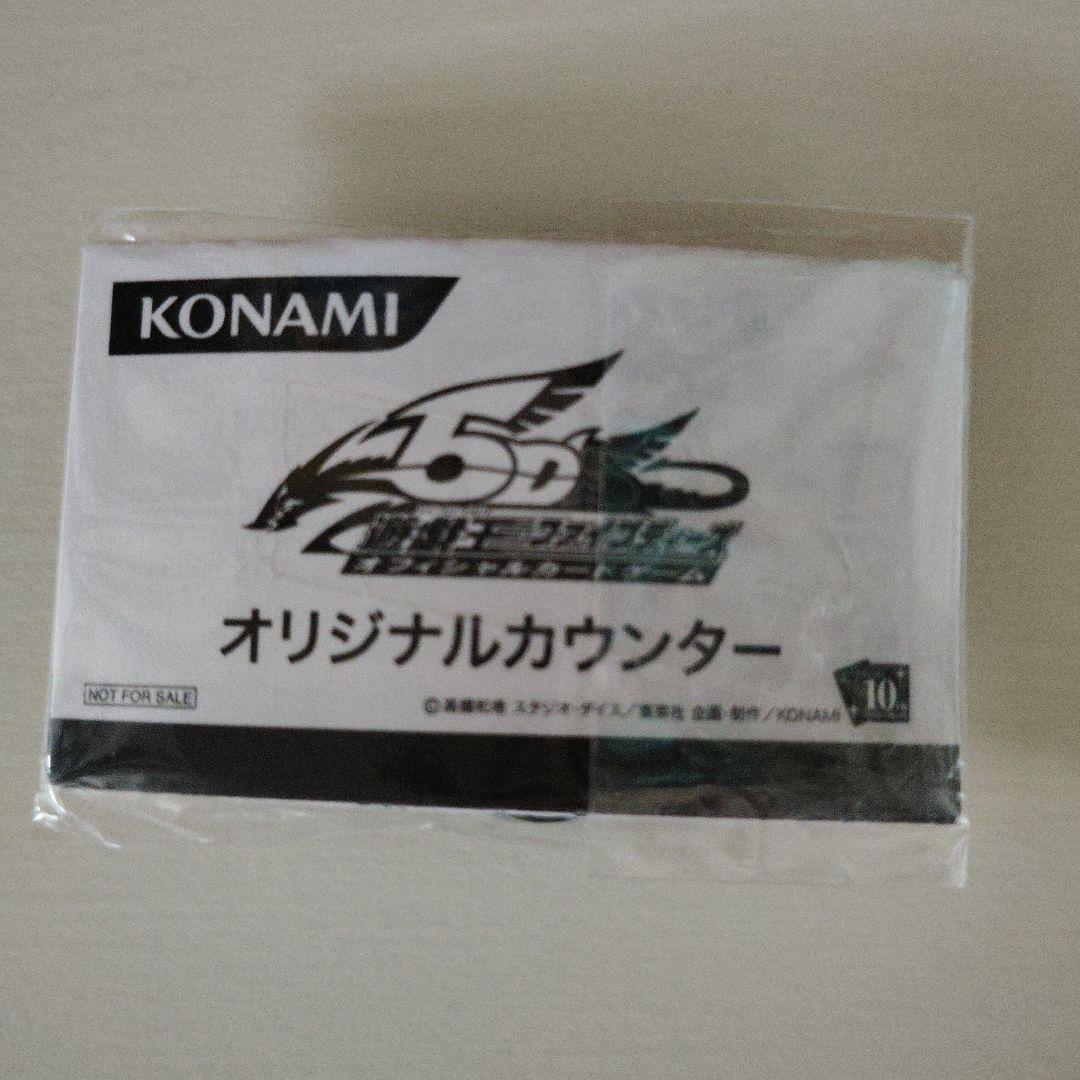 KONAMI
5D's
遊戯王ファイブディーズ
オフィシャルカードゲーム
オリジナルカウンター
NOT FOR SALE
©高橋和希 スタジオ・ダイス/集英社 企画・制作/KONAMI
10